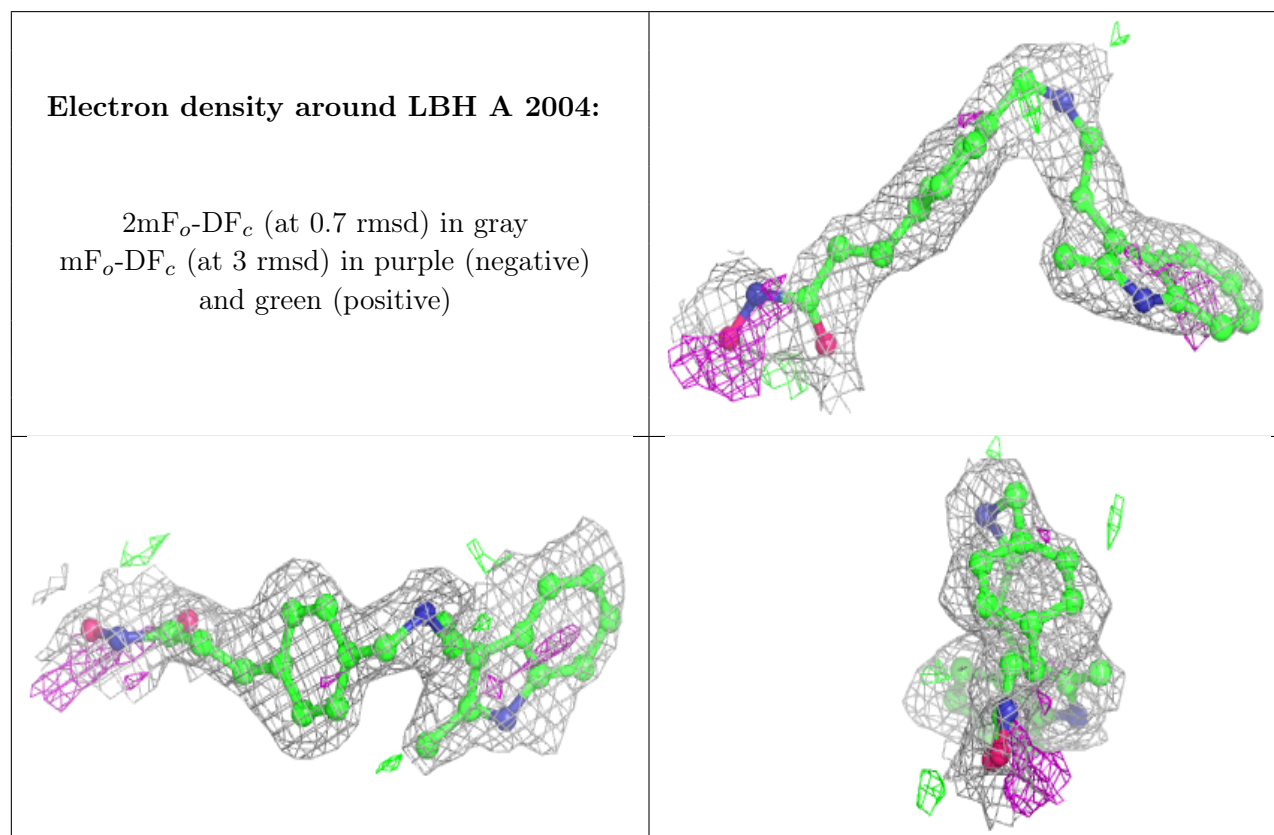 Electron density around LBH A 2004:
2mFo-DFc (at 0.7 rmsd) in gray
mFo-DFc (at 3 rmsd) in purple (negative)
and green (positive)